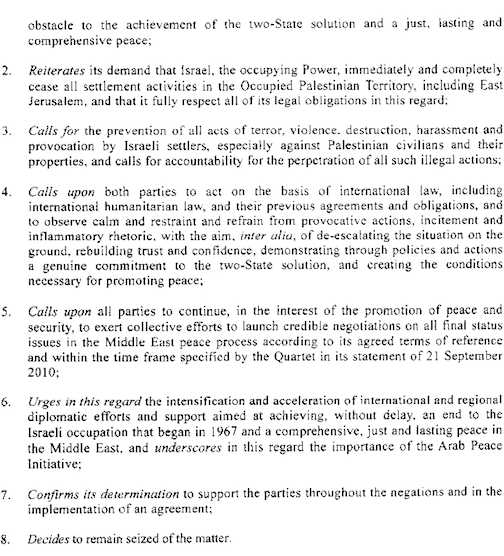 obstacle to the achievement of the two-State solution and a just, lasting and
comprehensive peace;
2. Reiterates its demand that Israel, the occupying Power, immediately and completely
cease all settlement activities in the Occupied Palestinian Territory, including East
Jerusalem, and that it fully respect all of its legal obligations in this regard;
3. Calls for the prevention of all acts of terror, violence, destruction, harassment and
provocation by Israeli settlers, especially against Palestinian civilians and their
properties, and calls for accountability for the perpetration of all such illegal actions;
4. Calls upon both parties to act on the basis of international law, including
international humanitarian law, and their previous agreements and obligations, and
to observe calm and restraint and refrain from provocative actions, incitement and
inflammatory rhetoric, with the aim, inter alia, of de-escalating the situation on the
ground, rebuilding trust and confidence, demonstrating through policies and actions
a genuine commitment to the two-State solution, and creating the conditions
necessary for promoting peace;
5. Calls upon all parties to continue, in the interest of the promotion of peace and
security, to exert collective efforts to launch credible negotiations on all final status
issues in the Middle East peace process according to its agreed terms of reference
and within the time frame specified by the Quartet in its statement of 21 September
2010;
6. Urges in this regard the intensification and acceleration of international and regional
diplomatic efforts and support aimed at achieving, without delay, an end to the
Israeli occupation that began in 1967 and a comprehensive, just and lasting peace in
the Middle East, and underscores in this regard the importance of the Arab Peace
Initiative;
7. Confirms its determination to support the parties throughout the negations and in the
implementation of an agreement;
8. Decides to remain seized of the matter.